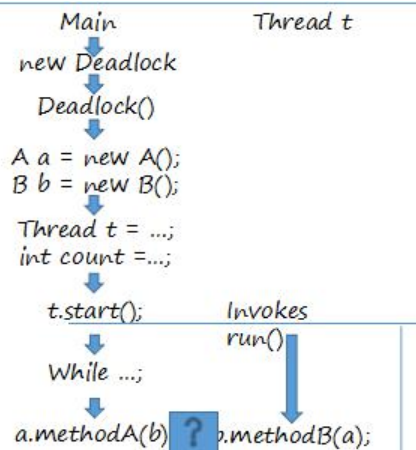 Main Thread t
new Deadlock
Deadlock()
A a = new A();
B b = new B();
Thread t = ...;
int count =...;
t.start(); Invokes
run()
While ...;
a.methodA(b) ? .methodB(a);